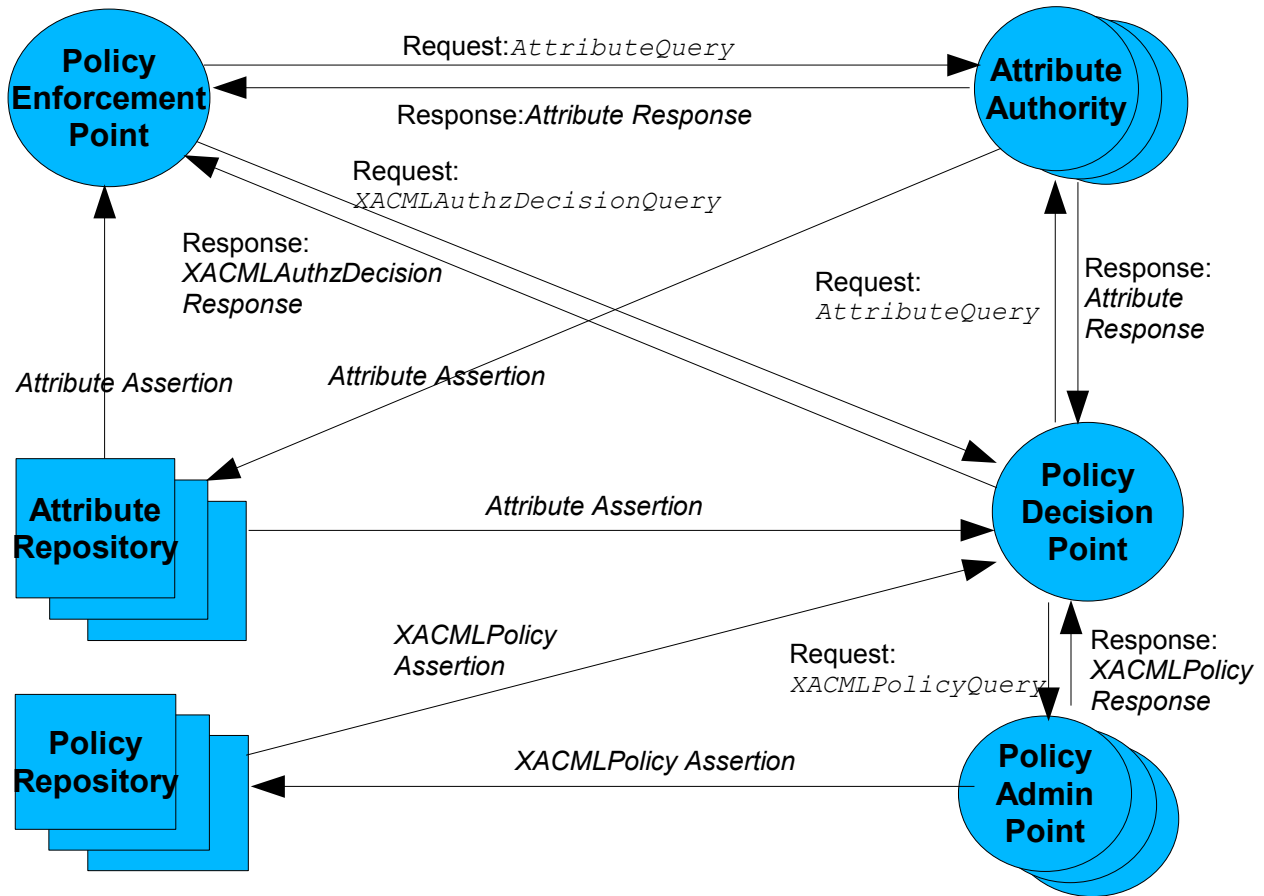 Policy
Enforcement
Point
Request:AttributeQuery
Response:Attribute Response
Attribute
Authority
Request:
XACMLAuthzDecisionQuery
Response:
XACMLAuthzDecision
Response
Request:
AttributeQuery
Response:
Attribute
Response
Attribute Assertion
Attribute Assertion
Attribute
Repository
Attribute Assertion
Policy
Decision
Point
XACMLPolicy
Assertion
Request:
XACMLPolicyQuery
Response:
XACMLPolicy
Response
Policy
Repository
XACMLPolicy Assertion
Policy
Admin
Point